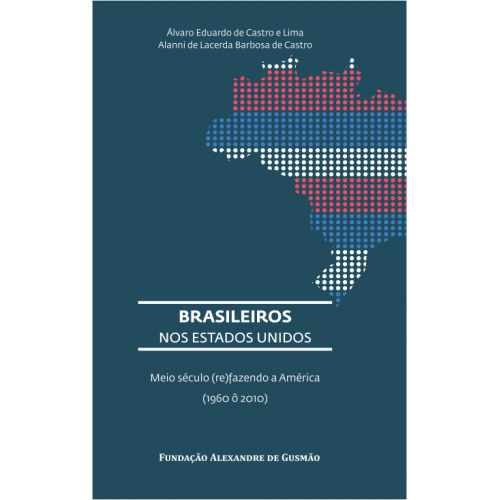 Álvaro Eduardo de Castro e Lima
Alanni de Lacerda Barbosa de Castro
BRASILEIROS
NOS ESTADOS UNIDOS
Meio século (re)fazendo a América
(1960 ô 2010)
FUNDAÇÃO ALEXANDRE DE GUSMÃO